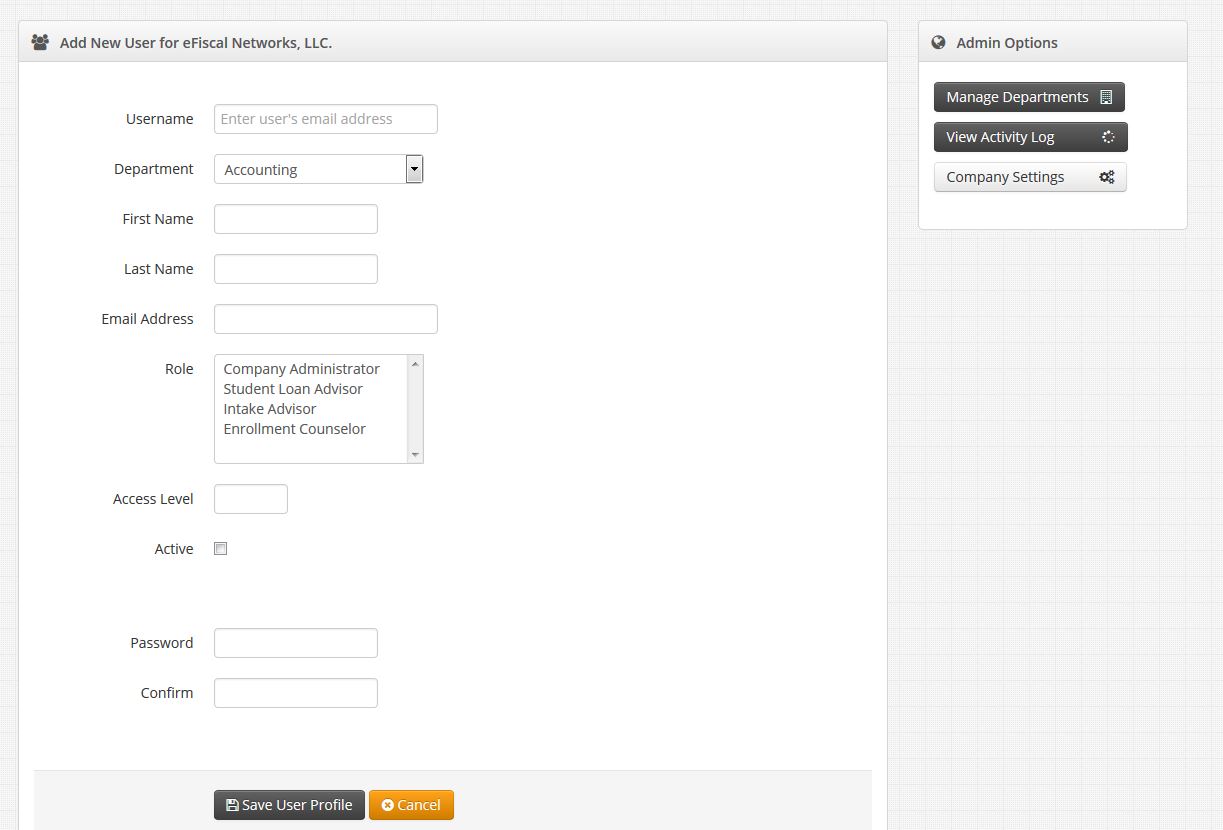 Add New User for eFiscal Networks, LLC.
Username
Enter user's email address
Department
Accounting
First Name
Last Name
Email Address
Role
Company Administrator
Student Loan Advisor
Intake Advisor
Enrollment Counselor
Access Level
Active
Password
Confirm
Save User Profile
Cancel
Admin Options
Manage Departments
View Activity Log
Company Settings